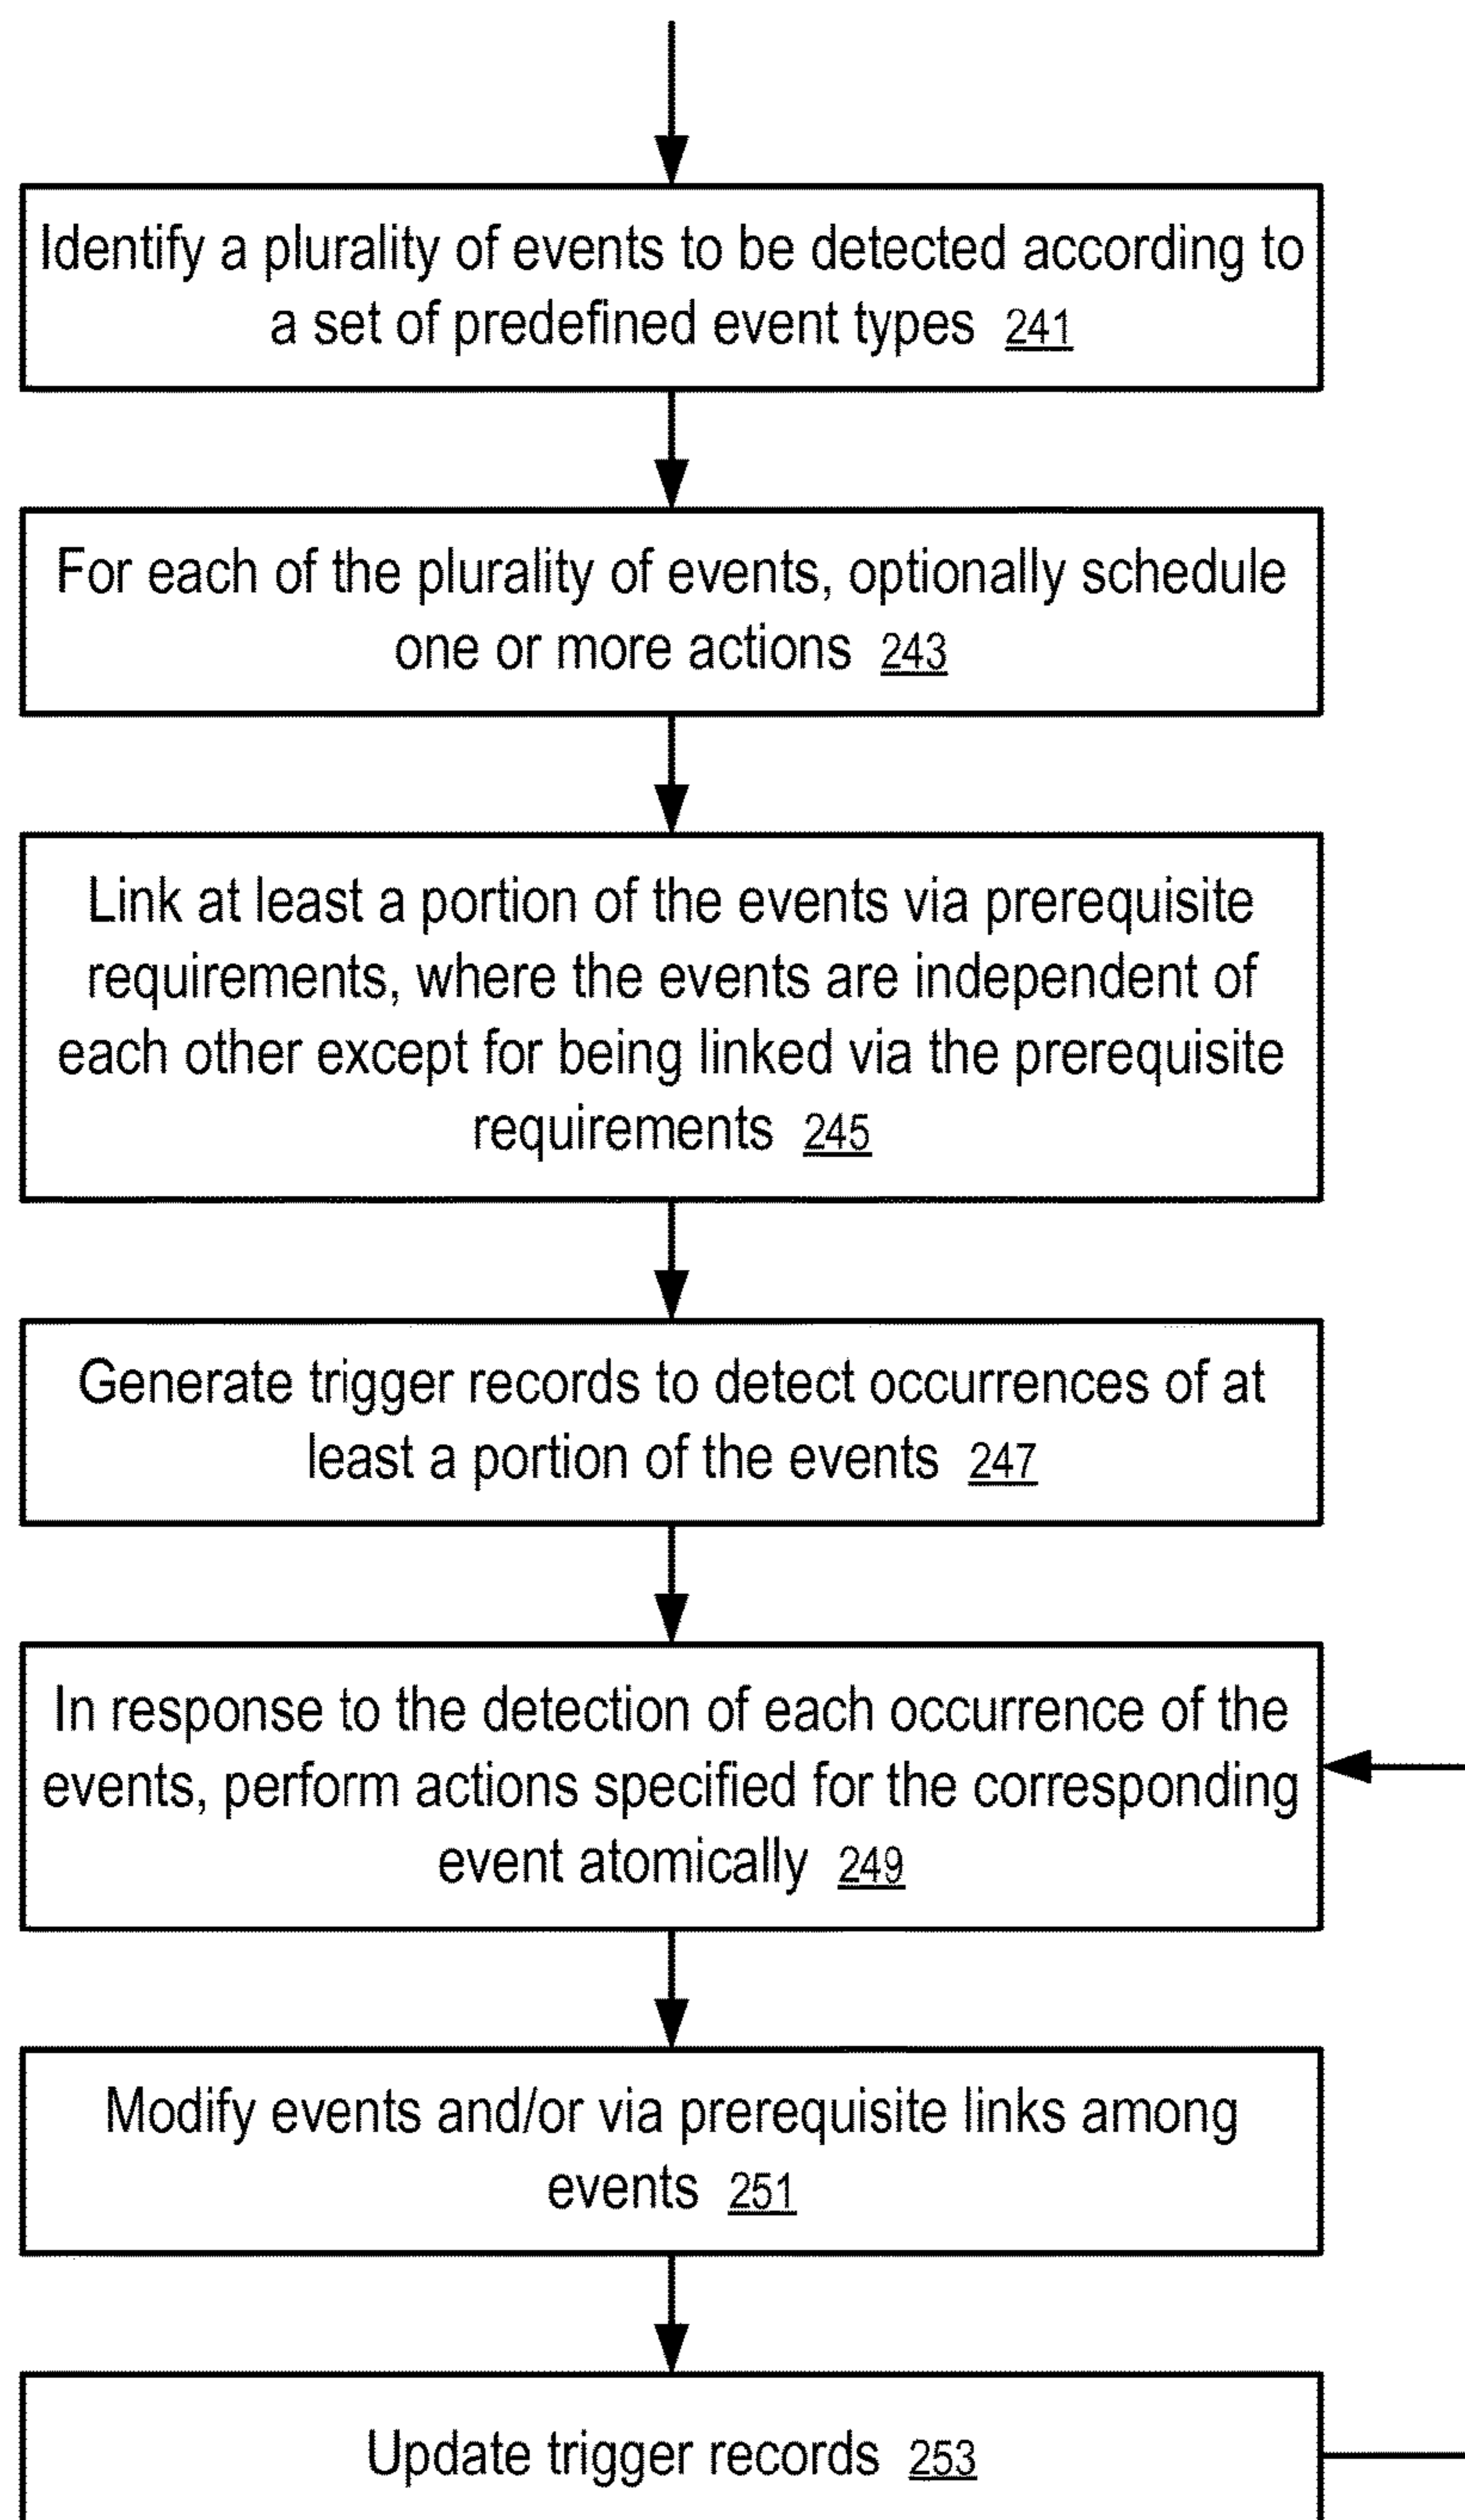 Identify a plurality of events to be detected according to
a set of predefined event types 241
For each of the plurality of events, optionally schedule
one or more actions 243
Link at least a portion of the events via prerequisite
requirements, where the events are independent of
each other except for being linked via the prerequisite
requirements 245
Generate trigger records to detect occurrences of at
least a portion of the events 247
In response to the detection of each occurrence of the
events, perform actions specified for the corresponding
event atomically 249
Modify events and/or via prerequisite links among
events 251
Update trigger records 253